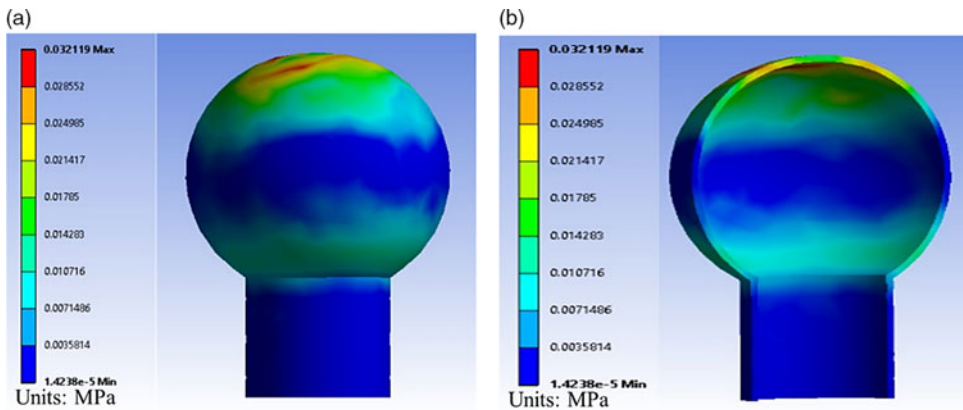 (a)
0.032119 Max
0.028552
0.024985
0.021417
0.01785
0.014283
0.010716
0.0071486
0.0035814
1.4238e-5 Min
Units: MPa
(b)
0.032119 Max
0.028552
0.024985
0.021417
0.01785
0.014283
0.010716
0.0071486
0.0035814
1.4238e-5 Min
Units: MPa